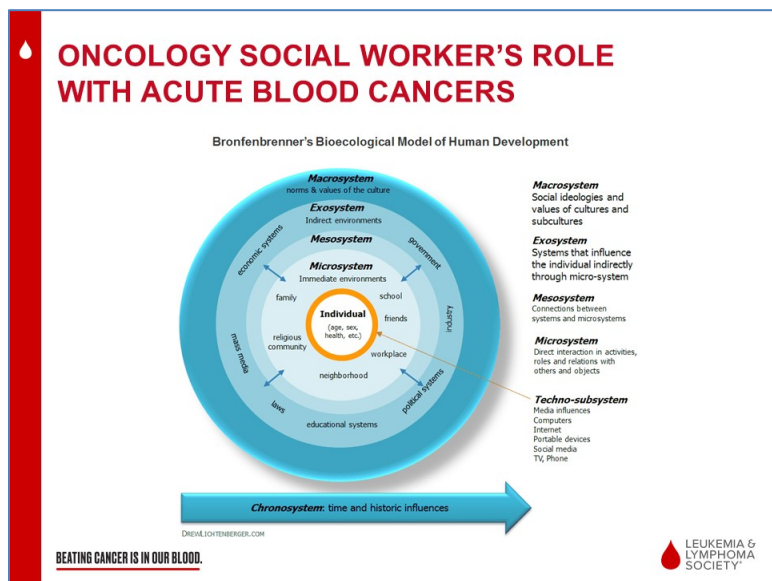 ONCOLOGY SOCIAL WORKER'S ROLE
WITH ACUTE BLOOD CANCERS
Bronfenbrenner's Bioecological Model of Human Development
Macrosystem
norms & values of the culture
Exosystem
Indirect environments
Mesosystem
Microsystem
Immediate environments
economic systems
government
family
school
Individual
(age, sex,
health, etc.)
friends
industry
religious
community
workplace
mass media
neighborhood
laws
political systems
educational systems
Macrosystem
Social ideologies and
values of cultures and
subcultures
Exosystem
Systems that influence
the individual indirectly
through micro-system
Mesosystem
Connections between
systems and microsystems
Microsystem
Direct interaction in activities,
roles and relations with
others and objects
Techno-subsystem
Media influences
Computers
Internet
Portable devices
Social media
TV, Phone
Chronosystem: time and historic influences
DREWLICHTENBERGER.COM
BEATING CANCER IS IN OUR BLOOD.
LEUKEMIA &
LYMPHOMA
SOCIETY®